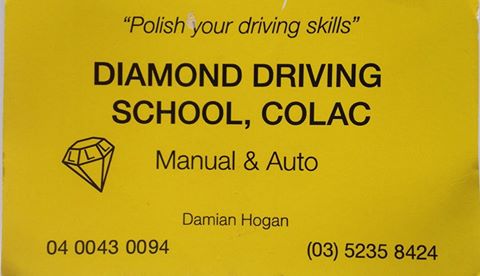 "Polish your driving skills"
DIAMOND DRIVING
SCHOOL, COLAC
Manual & Auto
Damian Hogan
04 0043 0094
(03) 5235 8424